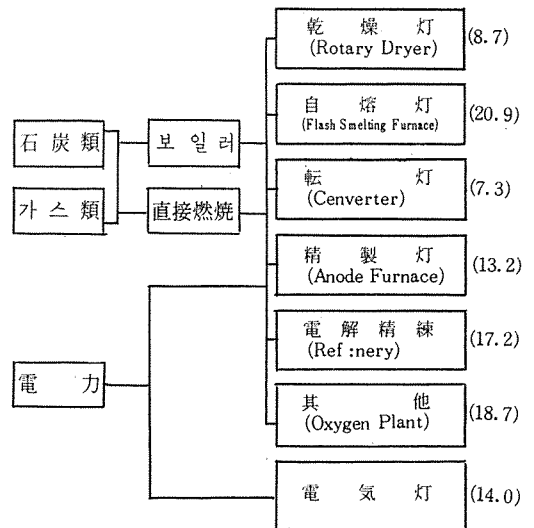 乾燥灯
(Rotary Dryer)
(8.7)
自熔灯
(Flash Smelting Furnace)
(20.9)
石炭類
보일러
転灯
(Cenverter)
(7.3)
가스類
直接燃焼
精製灯
(Anode Furnace)
(13.2)
電解精練
(Ref:nery)
(17.2)
電力
其他
(Oxygen Plant)
(18.7)
電気灯
(14.0)